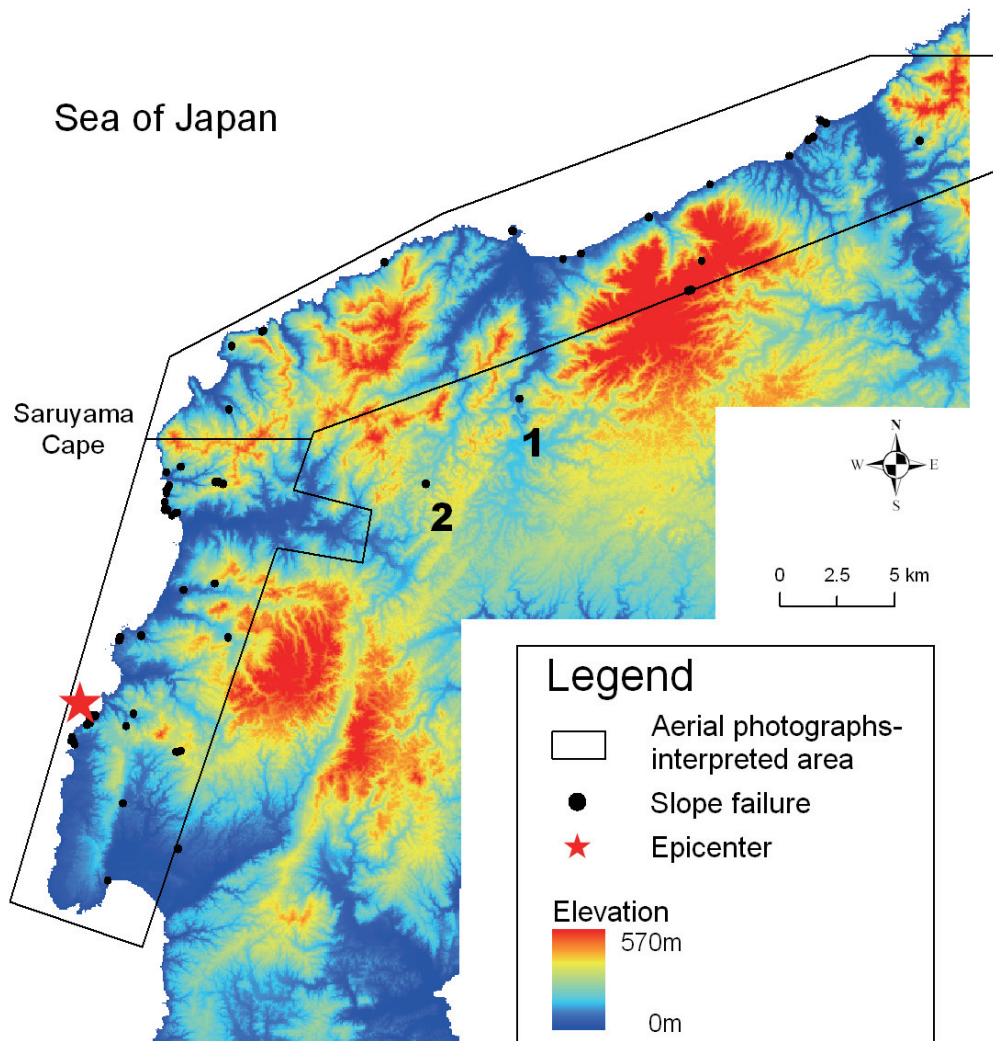 Sea of Japan
Saruyama
Cape
1
2
N
W
E
S
0 2.5 5 km
Legend
Aerial photographs-
interpreted area
Slope failure
Epicenter
Elevation
570m
0m